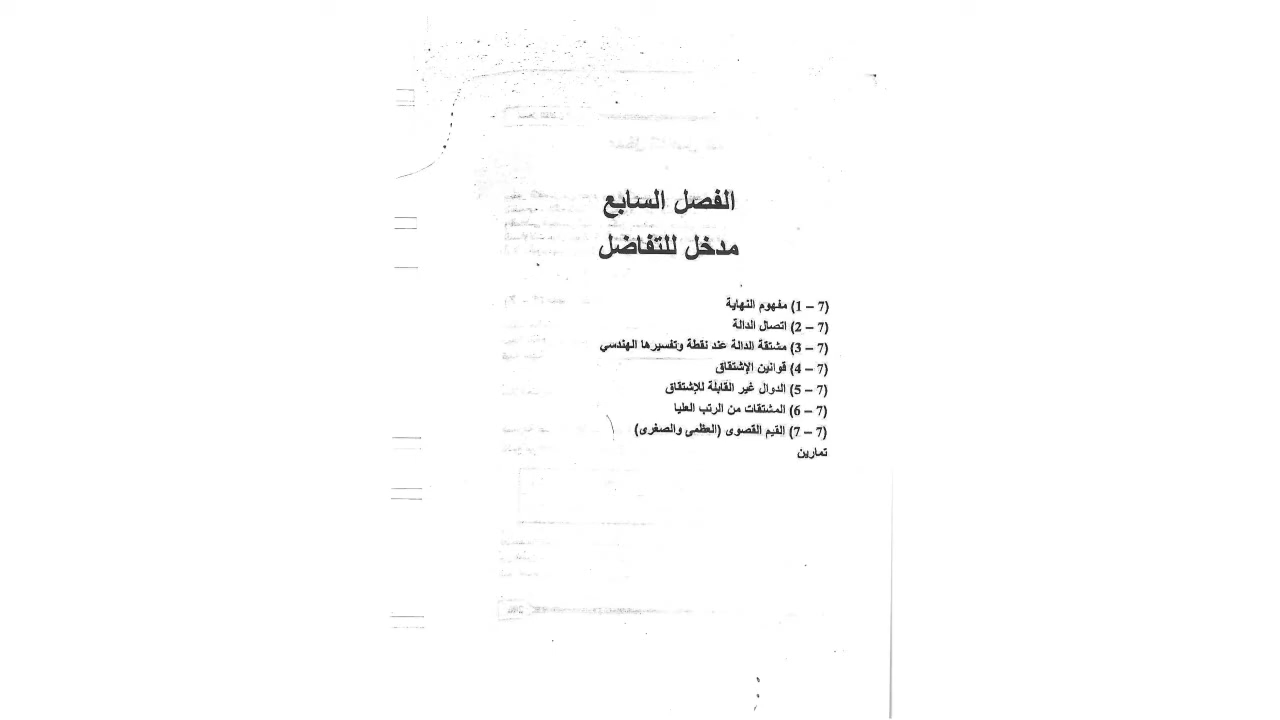 الفصل السابع
مدخل للتفاضل
(7 – 1) مفهوم النهاية
(7 – 2) اتصال الدالة
(7 – 3) مشتقة الدالة عند نقطة وتفسيرها الهندسي
(7 – 4) قوانين الإشتقاق
(7 – 5) الدوال غير القابلة للإشتقاق
(7 – 6) المشتقات من الرتب العليا
(7 – 7) القيم القصوى (العظمى والصغرى)
تمارين